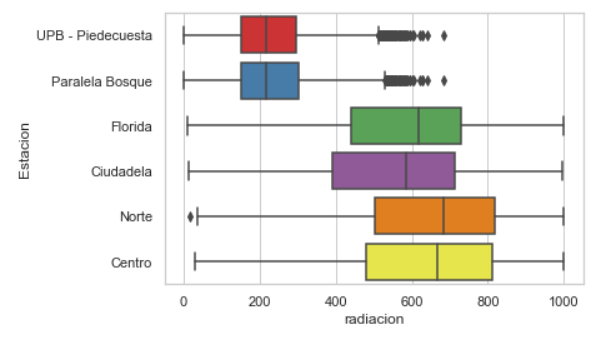 Estacion
UPB - Piedecuesta
Paralela Bosque
Florida
Ciudadela
Norte
Centro
0 200 400 600 800 1000
radiacion